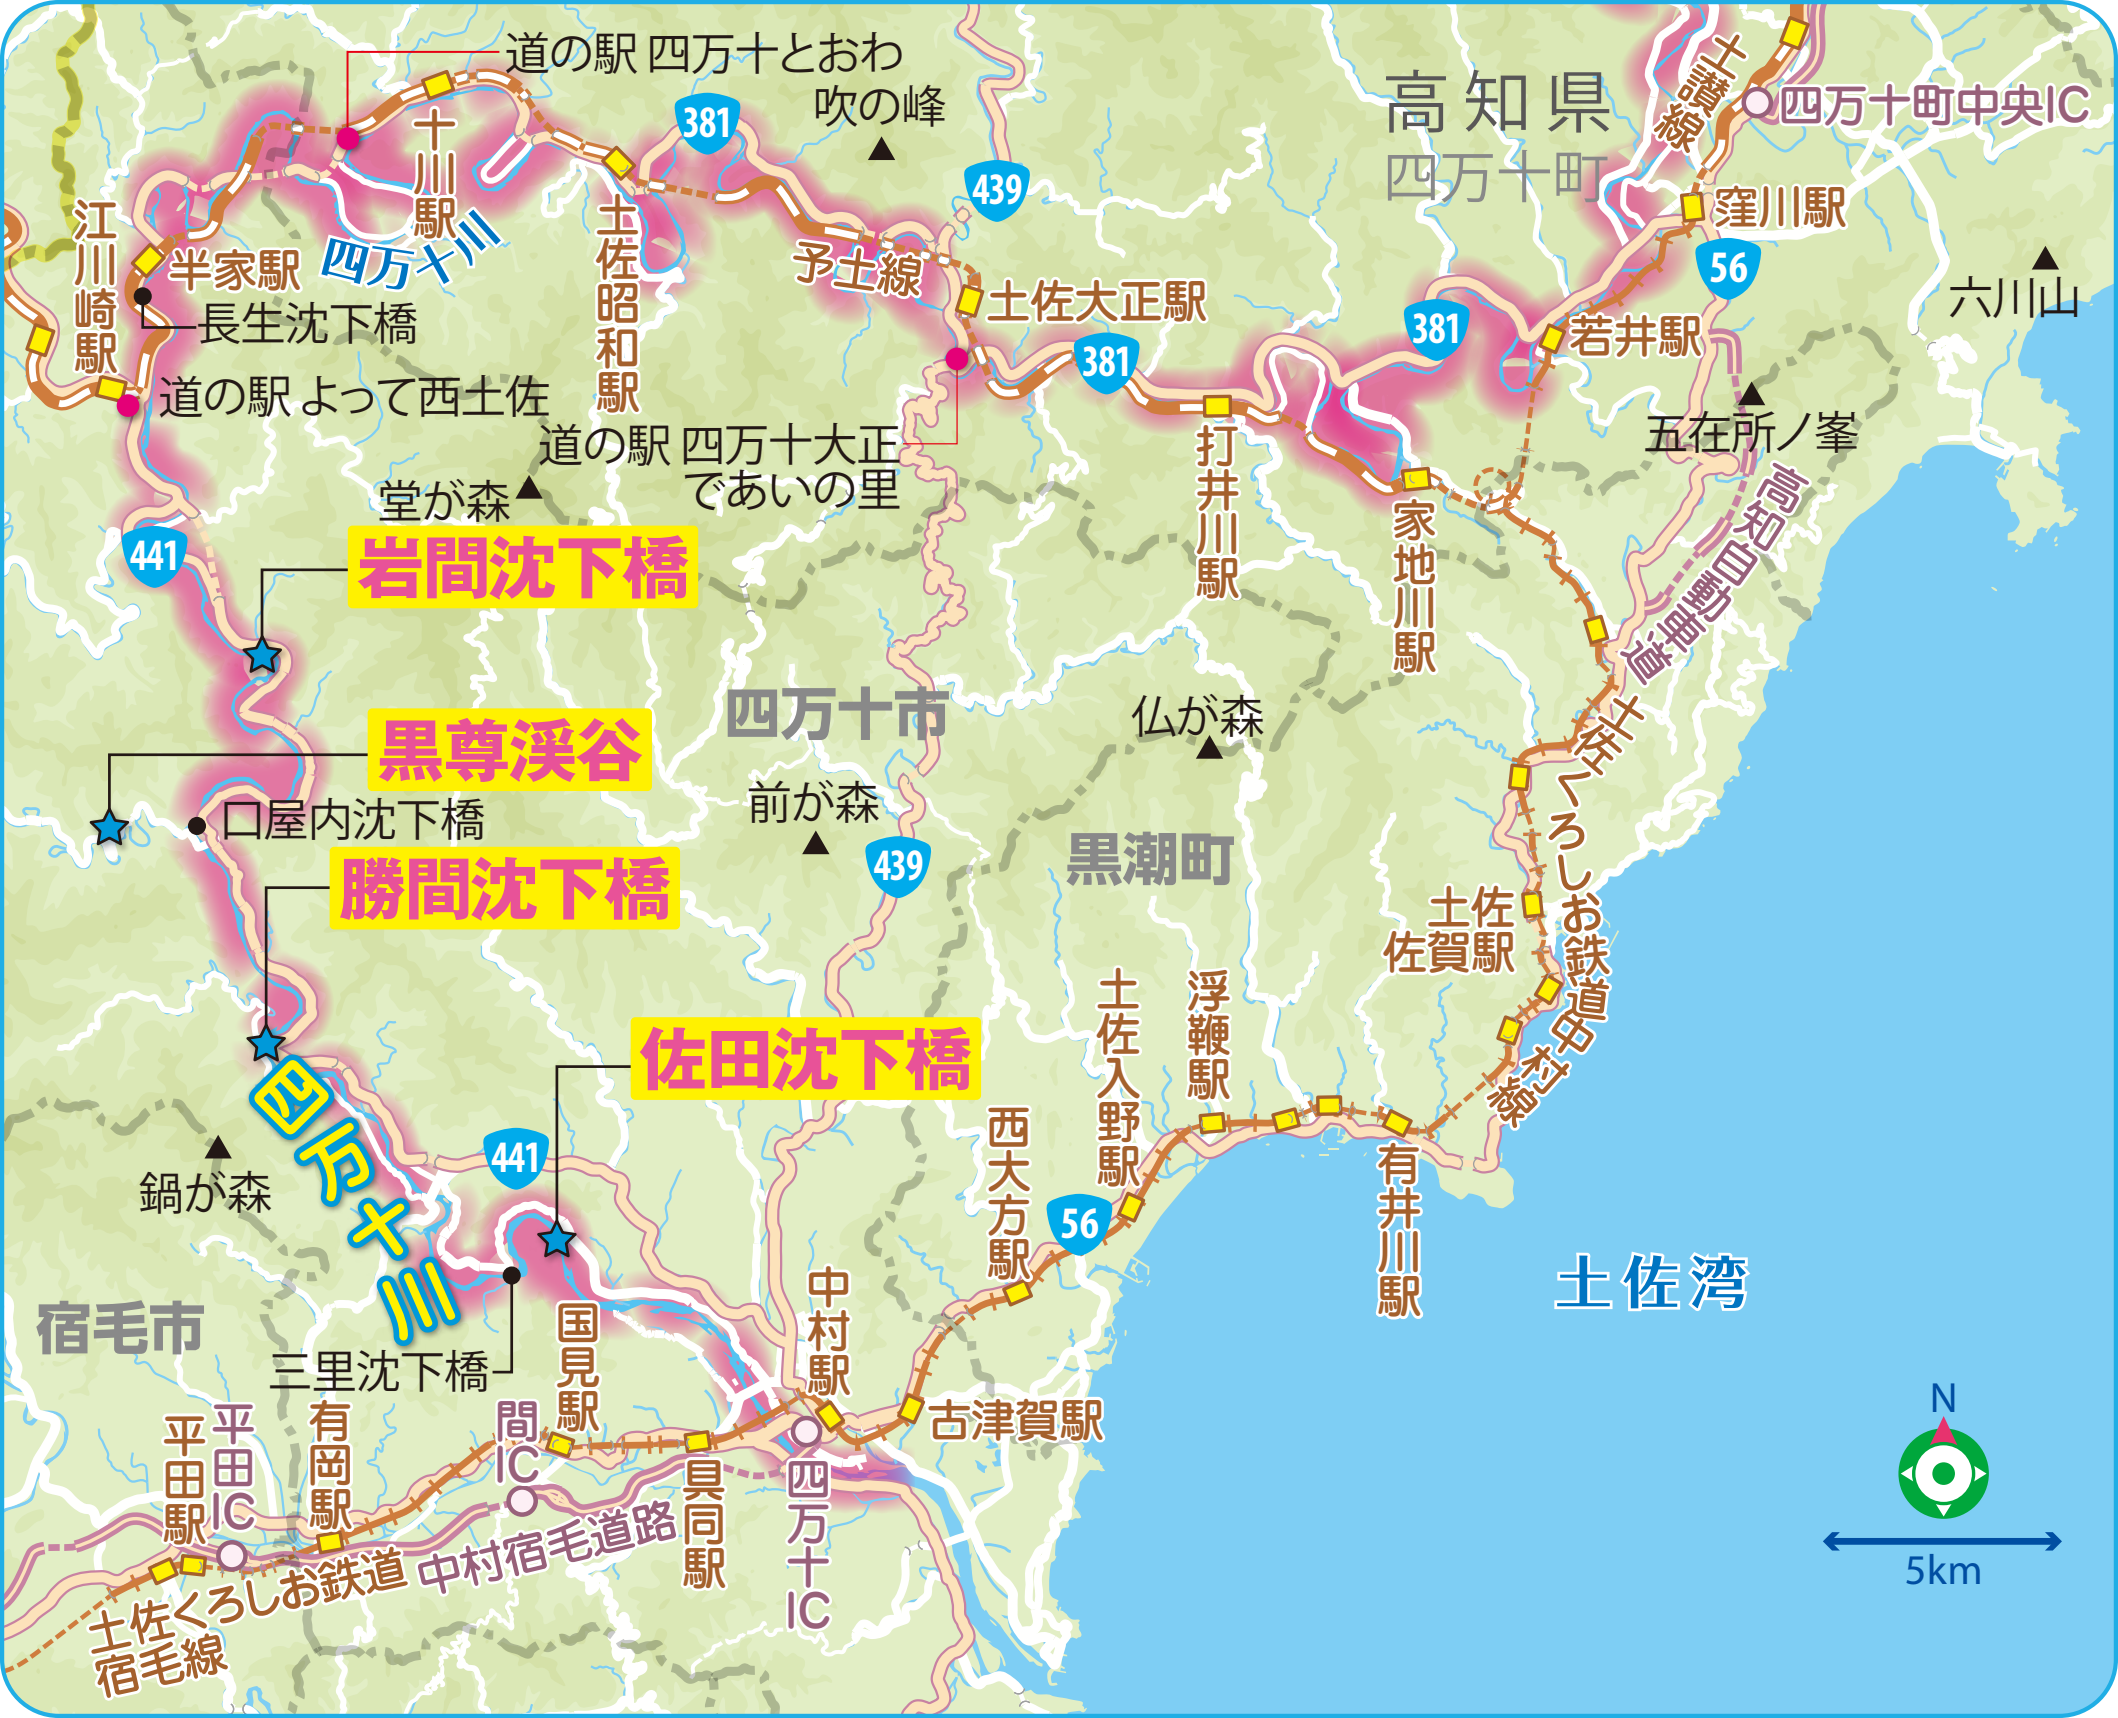 道の駅 四万十とおわ
吹の峰
381
439
高知県
四万十町
土讃線
四万十町中央IC
窪川駅
56
六川山
十川駅
四万十川
江川崎駅
半家駅
長生沈下橋
土佐昭和駅
予土線
土佐大正駅
381
381
若井駅
道の駅 よって西土佐
道の駅 四万十大正
であいの里
五在所ノ峯
打井川駅
家地川駅
高知自動車道
堂が森
441
岩間沈下橋
黒尊渓谷
四万十市
仏が森
口屋内沈下橋
前が森
439
黒潮町
勝間沈下橋
土佐くろしお鉄道中村線
土佐
佐賀駅
佐田沈下橋
土佐入野駅
浮鞭駅
四万十川
441
西大方駅
56
有井川駅
土佐湾
鍋が森
宿毛市
三里沈下橋
国見駅
中村駅
古津賀駅
平田駅
平田IC
有岡駅
間IC
具同駅
四万十IC
中村宿毛道路
土佐くろしお鉄道
宿毛線
N
5km